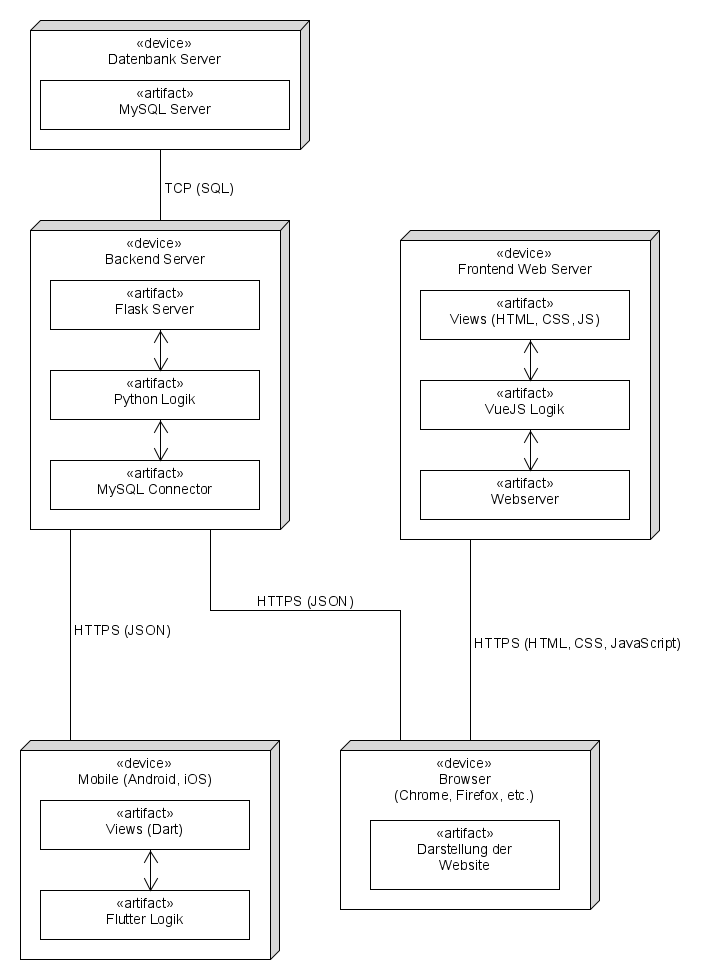 «device»
Datenbank Server
«artifact»
MySQL Server
TCP (SQL)
«device»
Backend Server
«artifact»
Flask Server
«artifact»
Python Logik
«artifact»
MySQL Connector
«device»
Frontend Web Server
«artifact»
Views (HTML, CSS, JS)
«artifact»
VueJS Logik
«artifact»
Webserver
HTTPS (JSON)
HTTPS (JSON)
HTTPS (HTML, CSS, JavaScript)
«device»
Mobile (Android, iOS)
«artifact»
Views (Dart)
«artifact»
Flutter Logik
«device»
Browser
(Chrome, Firefox, etc.)
«artifact»
Darstellung der
Website